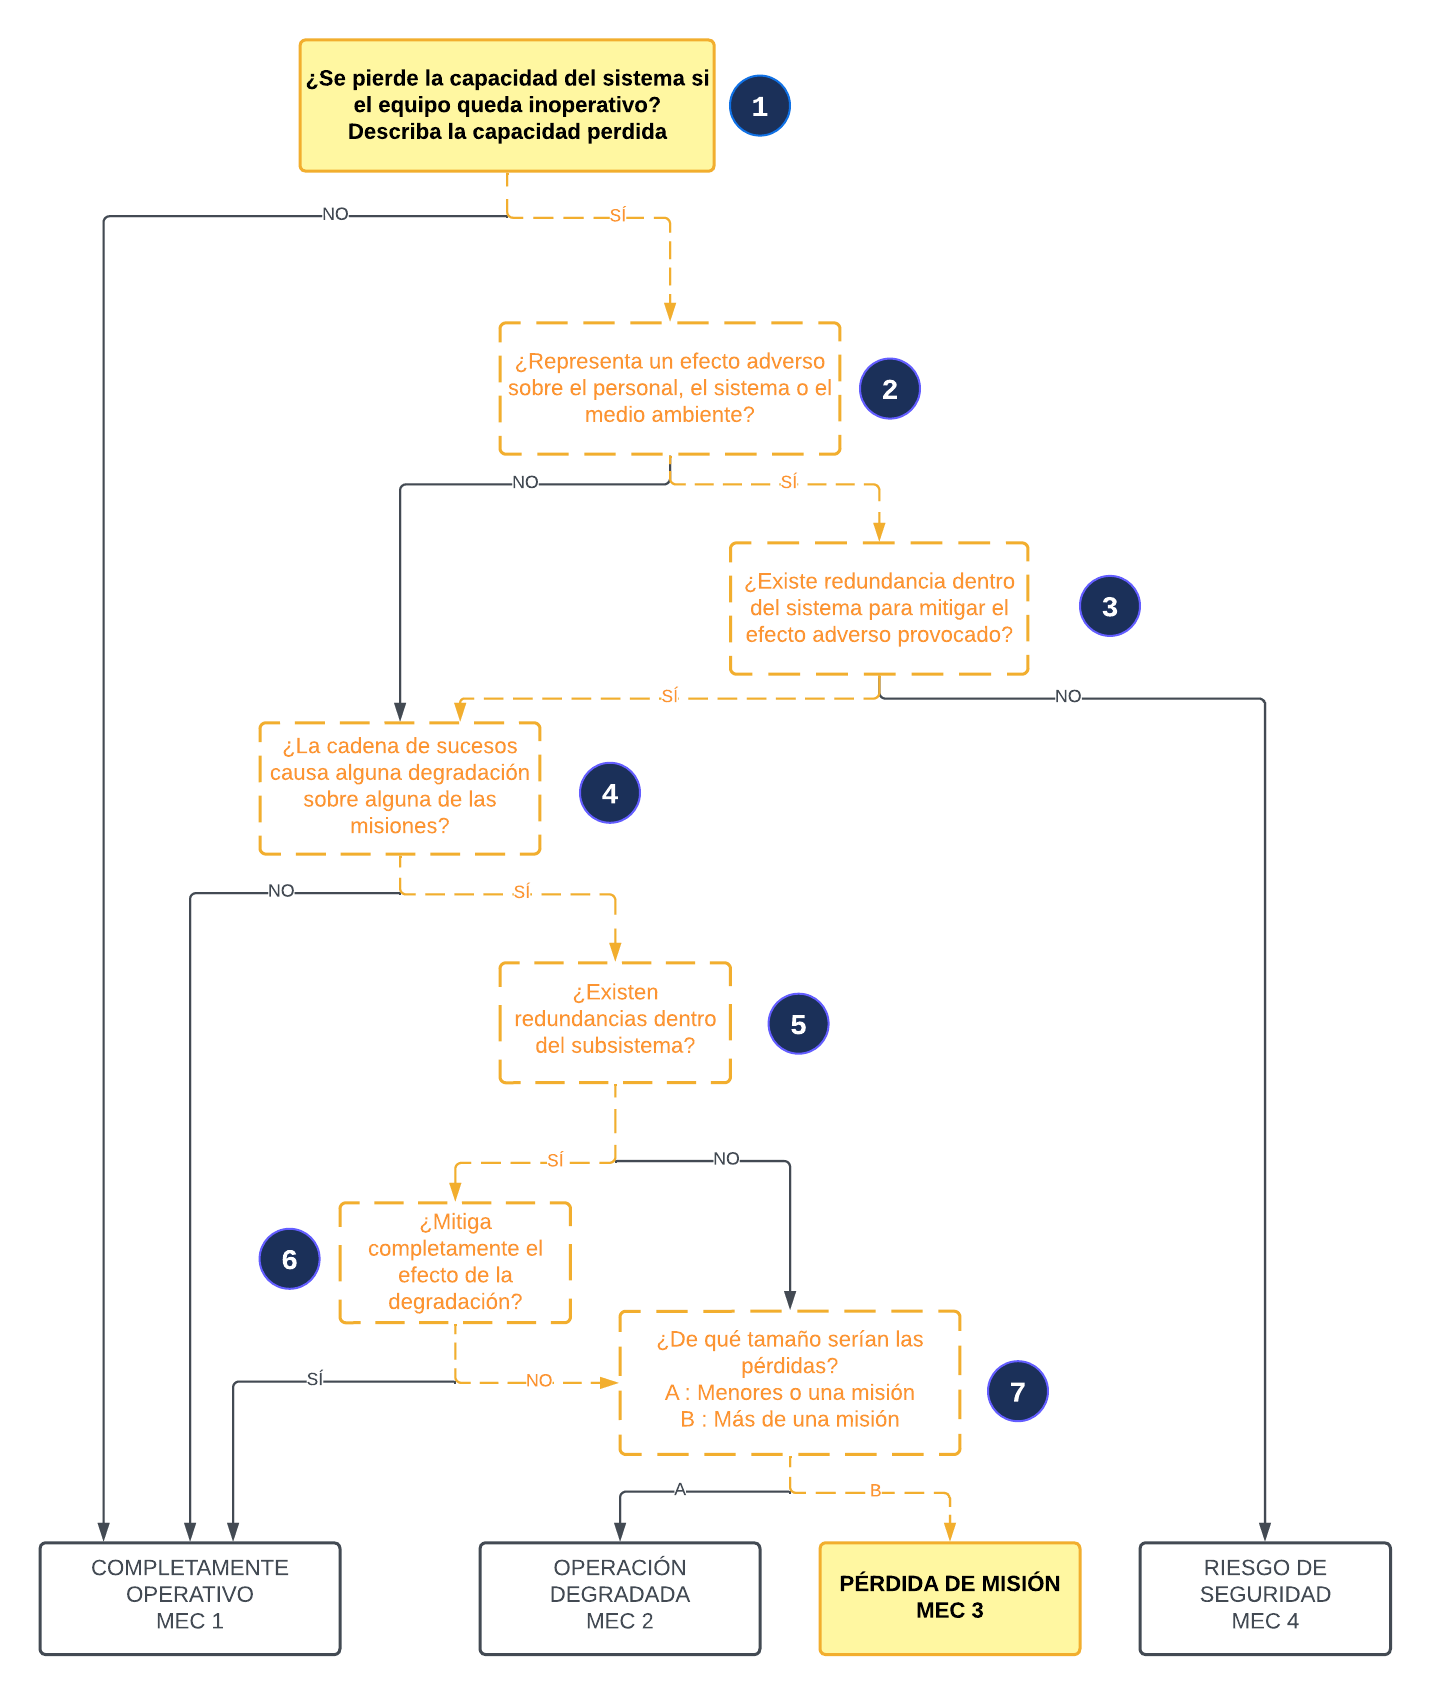 ¿Se pierde la capacidad del sistema si
el equipo queda inoperativo?
Describa la capacidad perdida
1
NO
SÍ
¿Representa un efecto adverso
sobre el personal, el sistema o el
medio ambiente?
2
NO
SÍ
¿Existe redundancia dentro
del sistema para mitigar el
efecto adverso provocado?
3
SÍ
NO
¿La cadena de sucesos
causa alguna degradación
sobre alguna de las
misiones?
4
NO
SÍ
¿Existen
redundancias dentro
del subsistema?
5
SÍ
NO
¿Mitiga
completamente el
efecto de la
degradación?
6
SÍ
NO
¿De qué tamaño serían las
pérdidas?
A : Menores o una misión
B : Más de una misión
7
A
B
COMPLETAMENTE
OPERATIVO
MEC 1
OPERACIÓN
DEGRADADA
MEC 2
PÉRDIDA DE MISIÓN
MEC 3
RIESGO DE
SEGURIDAD
MEC 4